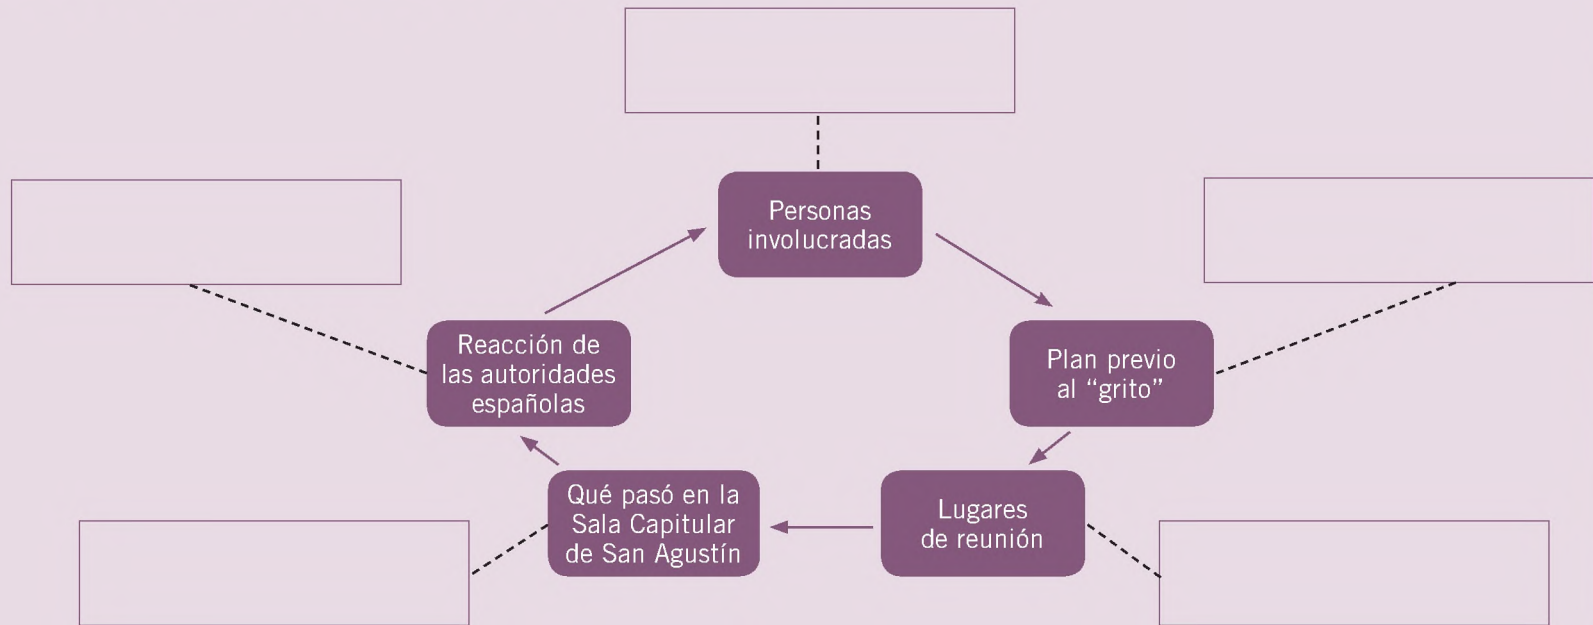 Personas
involucradas
Plan previo
al “grito”
Lugares
de reunión
Qué pasó en la
Sala Capitular
de San Agustín
Reacción de
las autoridades
españolas